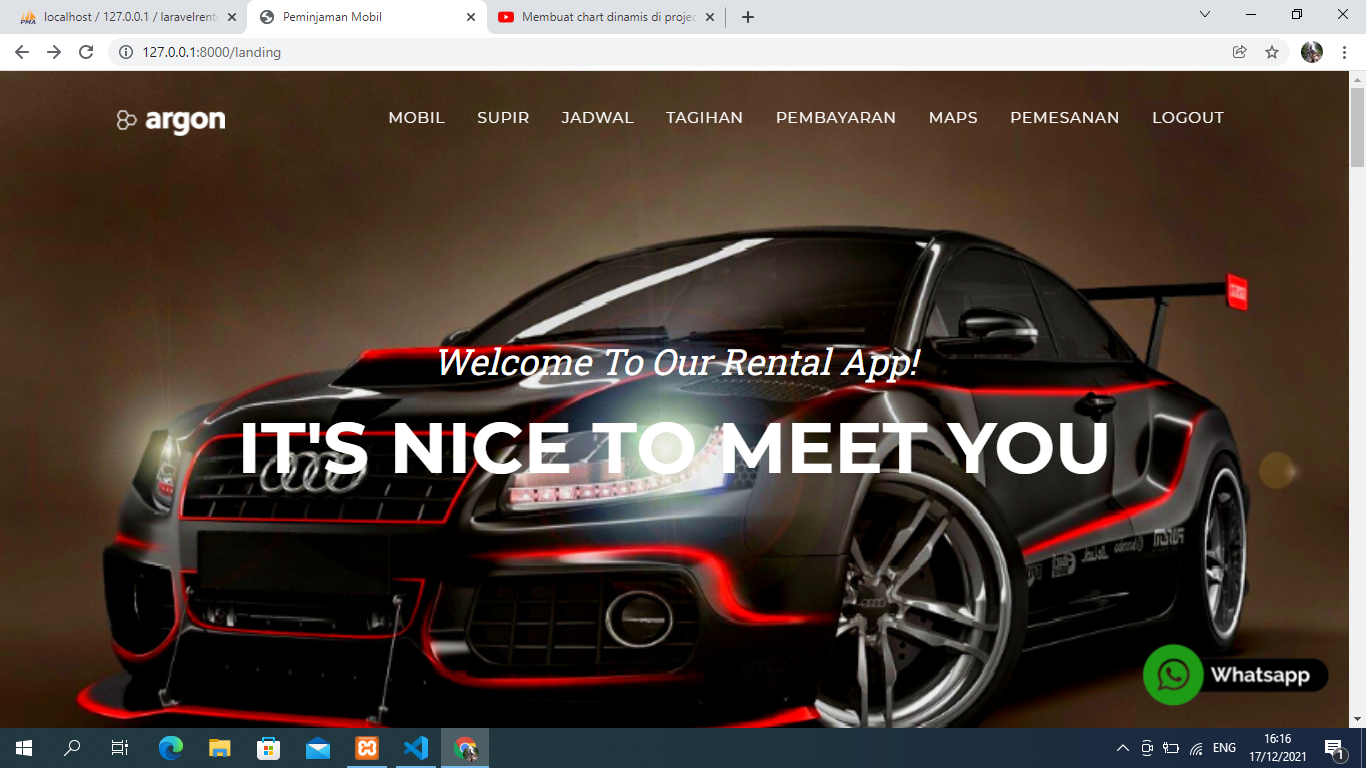 localhost / 127.0.0.1 / laravelrent
Peminjaman Mobil
Membuat chart dinamis di projec
127.0.0.1:8000/landing
argon
MOBIL SUPIR JADWAL TAGIHAN PEMBAYARAN MAPS PEMESANAN LOGOUT
Welcome To Our Rental App!
IT'S NICE TO MEET YOU
Whatsapp
ENG
16:16
17/12/2021
1